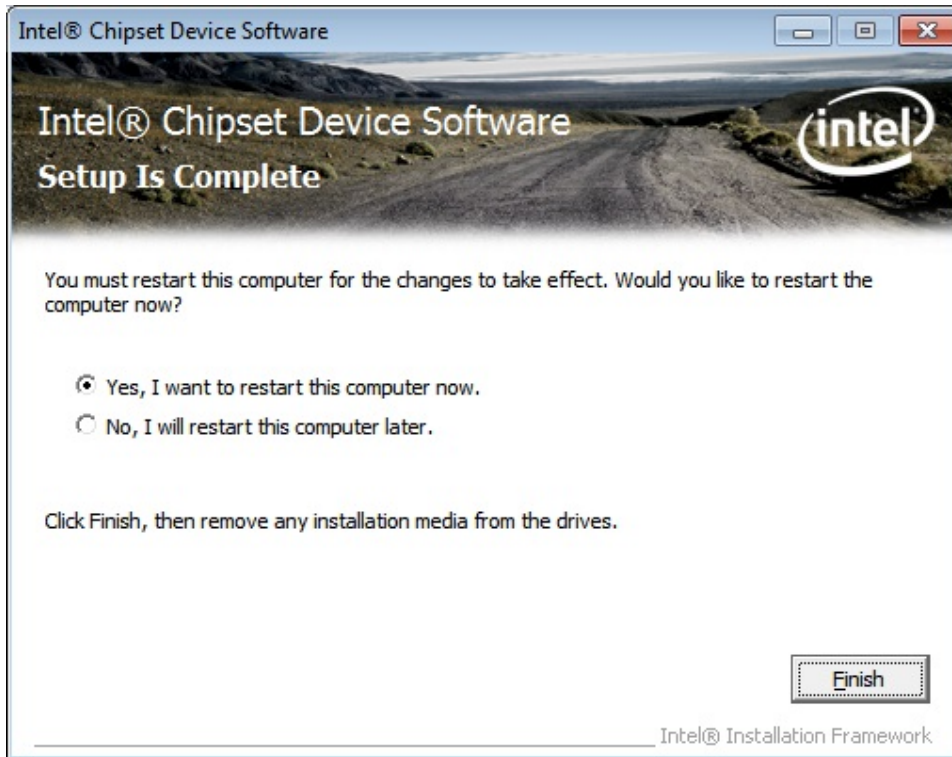 Intel® Chipset Device Software
Intel® Chipset Device Software
intel
Setup Is Complete
You must restart this computer for the changes to take effect. Would you like to restart the
computer now?
Yes, I want to restart this computer now.
No, I will restart this computer later.
Click Finish, then remove any installation media from the drives.
Finish
Intel® Installation Framework